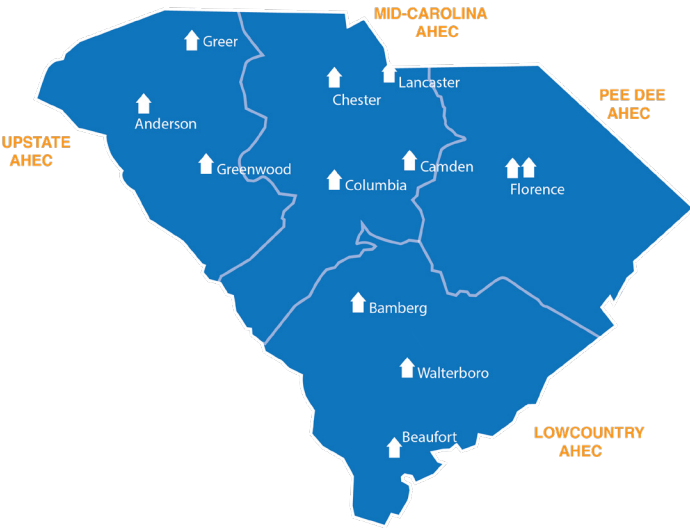 MID-CAROLINA
AHEC
Greer
Lancaster
Chester
PEE DEE
AHEC
Anderson
UPSTATE
AHEC
Greenwood
Camden
Columbia
Florence
Bamberg
Walterboro
Beaufort
LOWCOUNTRY
AHEC